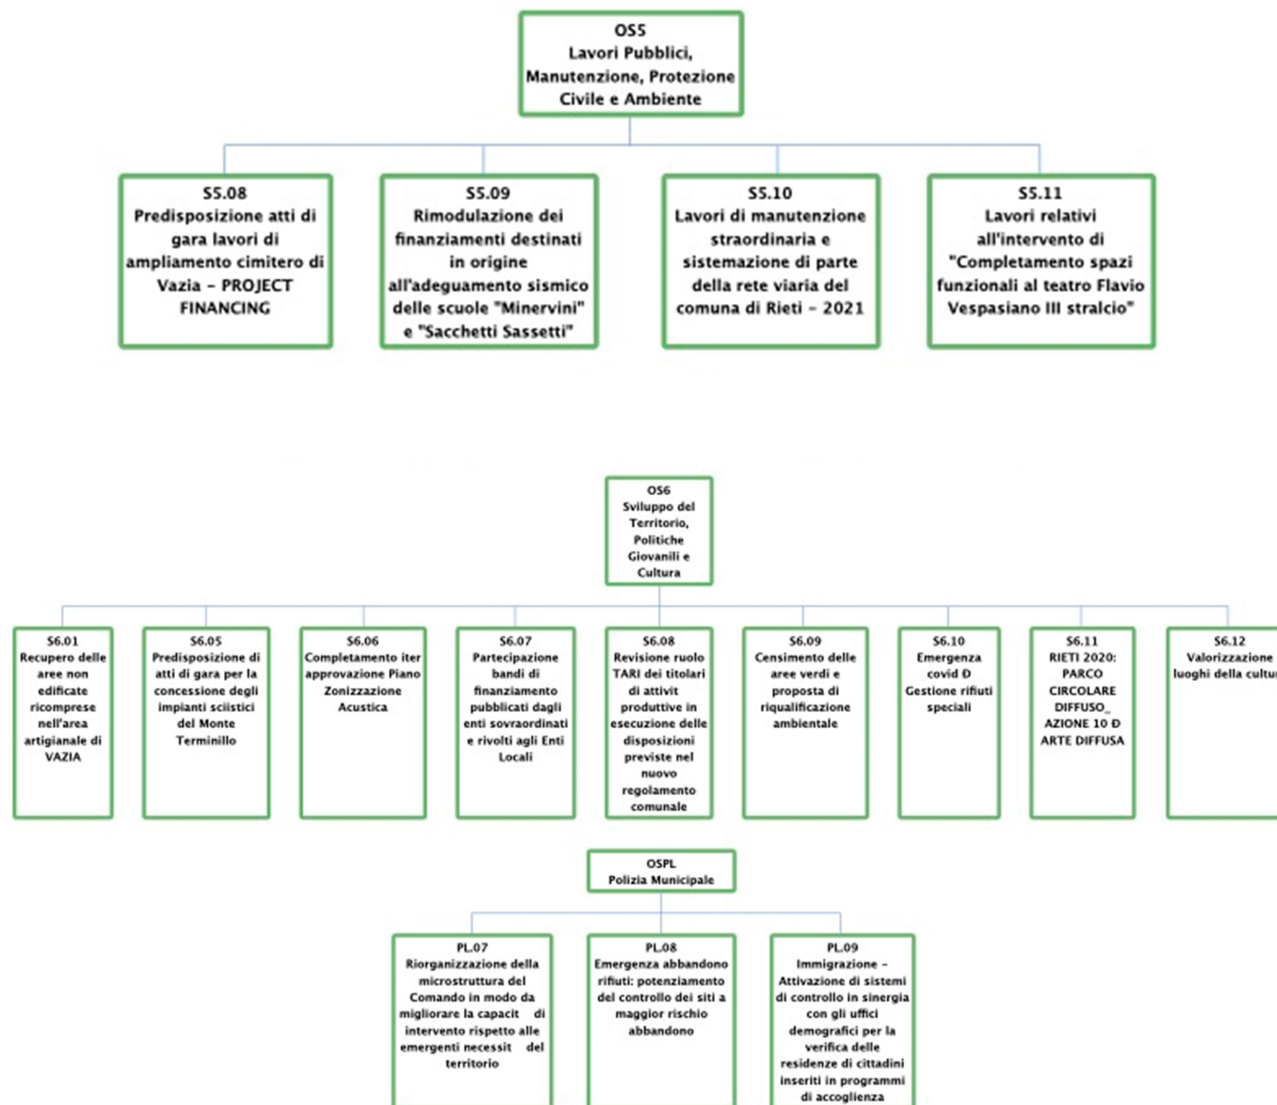 OS5
Lavori Pubblici,
Manutenzione, Protezione
Civile e Ambiente
S5.08
Predisposizione atti di
gara lavori di
ampliamento cimitero di
Vazia - PROJECT
FINANCING
S5.09
Rimodulazione dei
finanziamenti destinati
in origine
all'adeguamento sismico
delle scuole "Minervini"
e "Sacchetti Sassetti"
S5.10
Lavori di manutenzione
straordinaria e
sistemazione di parte
della rete viaria del
comune di Rieti - 2021
S5.11
Lavori relativi
all'intervento di
"Completamento spazi
funzionali al teatro Flavio
Vespasiano III stralcio"
OS6
Sviluppo del
Territorio,
Politiche
Giovanili e
Cultura
S6.01
Recupero delle
aree non
edificate
ricomprese
nell'area
artigianale di
VAZIA
S6.05
Predisposizione di
atti di gara per la
concessione degli
impianti sciistici
del Monte
Terminillo
S6.06
Completamento iter
approvazione Piano
Zonizzazione
Acustica
S6.07
Partecipazione
bandi di
finanziamento
pubblicati dagli
enti sovraordinati
e rivolti agli Enti
Locali
S6.08
Revisione ruolo
TARI dei titolari
di attivit
produttive in
esecuzione delle
disposizioni
previste nel
nuovo
regolamento
comunale
S6.09
Censimento delle
aree verdi e
proposta di
riqualificazione
ambientale
S6.10
Emergenza
covid Ð
Gestione rifiuti
speciali
S6.11
RIETI 2020:
PARCO
CIRCOLARE
DIFFUSO_
AZIONE 10 Ð
ARTE DIFFUSA
S6.12
Valorizzazione
luoghi della cultur
OSPL
Polizia Municipale
PL.07
Riorganizzazione della
microstruttura del
Comando in modo da
migliorare la capacit di
intervento rispetto alle
emergenti necessit del
territorio
PL.08
Emergenza abbandono
rifiuti: potenziamento
del controllo dei siti a
maggior rischio
abbandono
PL.09
Immigrazione -
Attivazione di sistemi
di controllo in sinergia
con gli uffici
demografici per la
verifica delle
residenze di cittadini
inseriti in programmi
di accoglienza